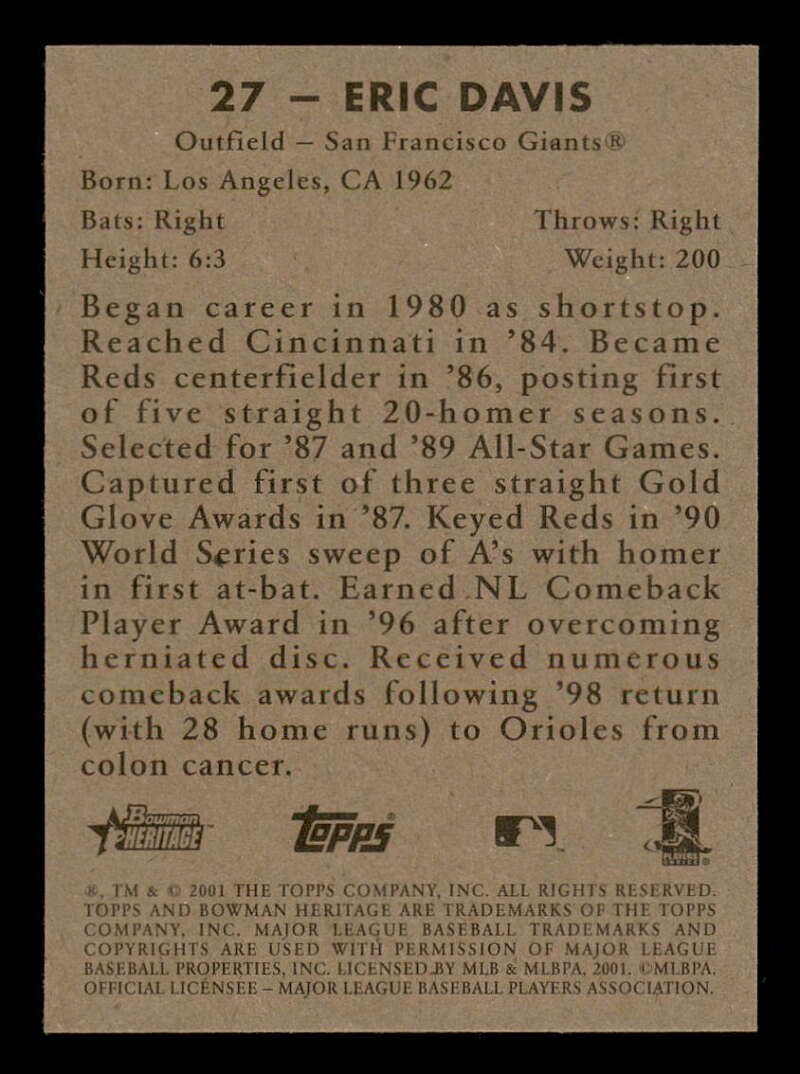 27 – ERIC DAVIS
Outfield – San Francisco Giants®
Born: Los Angeles, CA 1962
Bats: Right Throws: Right
Height: 6:3 Weight: 200
Began career in 1980 as shortstop.
Reached Cincinnati in ’84. Became
Reds centerfielder in ’86, posting first
of five straight 20-homer seasons.
Selected for ’87 and ’89 All-Star Games.
Captured first of three straight Gold
Glove Awards in ’87. Keyed Reds in ’90
World Series sweep of A’s with homer
in first at-bat. Earned NL Comeback
Player Award in ’96 after overcoming
herniated disc. Received numerous
comeback awards following ’98 return
(with 28 home runs) to Orioles from
colon cancer.
Bowman HERITAGE Topps
®, TM & © 2001 THE TOPPS COMPANY, INC. ALL RIGHTS RESERVED.
TOPPS AND BOWMAN HERITAGE ARE TRADEMARKS OF THE TOPPS
COMPANY, INC. MAJOR LEAGUE BASEBALL TRADEMARKS AND
COPYRIGHTS ARE USED WITH PERMISSION OF MAJOR LEAGUE
BASEBALL PROPERTIES, INC. LICENSED BY MLB & MLBPA, 2001. ©MLBPA.
OFFICIAL LICENSEE – MAJOR LEAGUE BASEBALL PLAYERS ASSOCIATION.